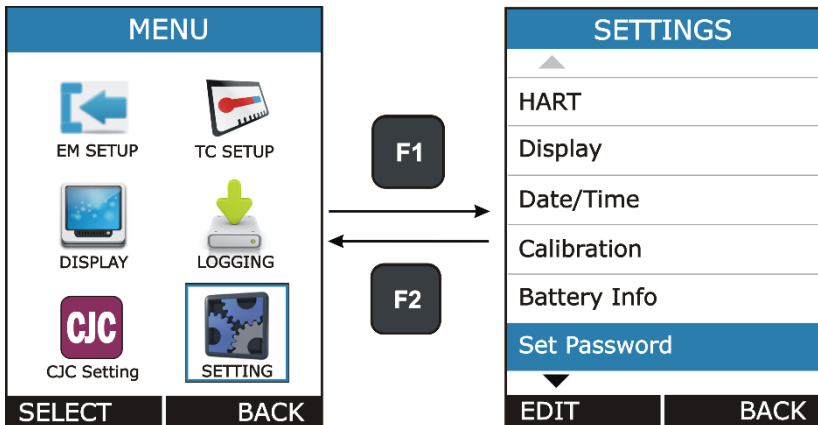 MENU
EM SETUP
TC SETUP
DISPLAY
LOGGING
CJC
CJC Setting
SETTING
SELECT
BACK
F1
F2
SETTINGS
HART
Display
Date/Time
Calibration
Battery Info
Set Password
EDIT
BACK